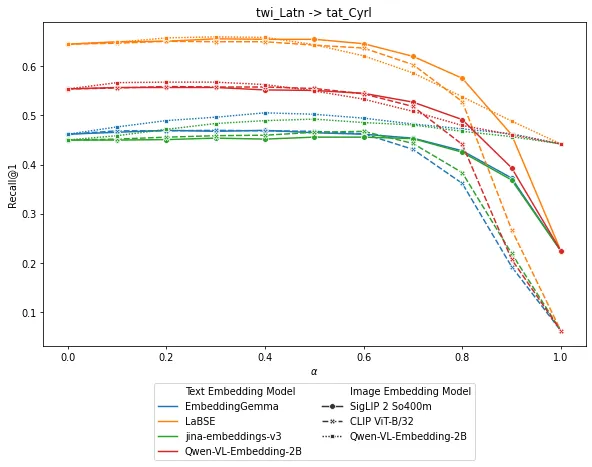 twi_Latn -> tat_Cyrl
Recall@1
0.6
0.5
0.4
0.3
0.2
0.1
0.0 0.2 0.4 0.6 0.8 1.0
α
Text Embedding Model Image Embedding Model
EmbeddingGemma SigLIP 2 So400m
LaBSE CLIP ViT-B/32
jina-embeddings-v3 Qwen-VL-Embedding-2B
Qwen-VL-Embedding-2B